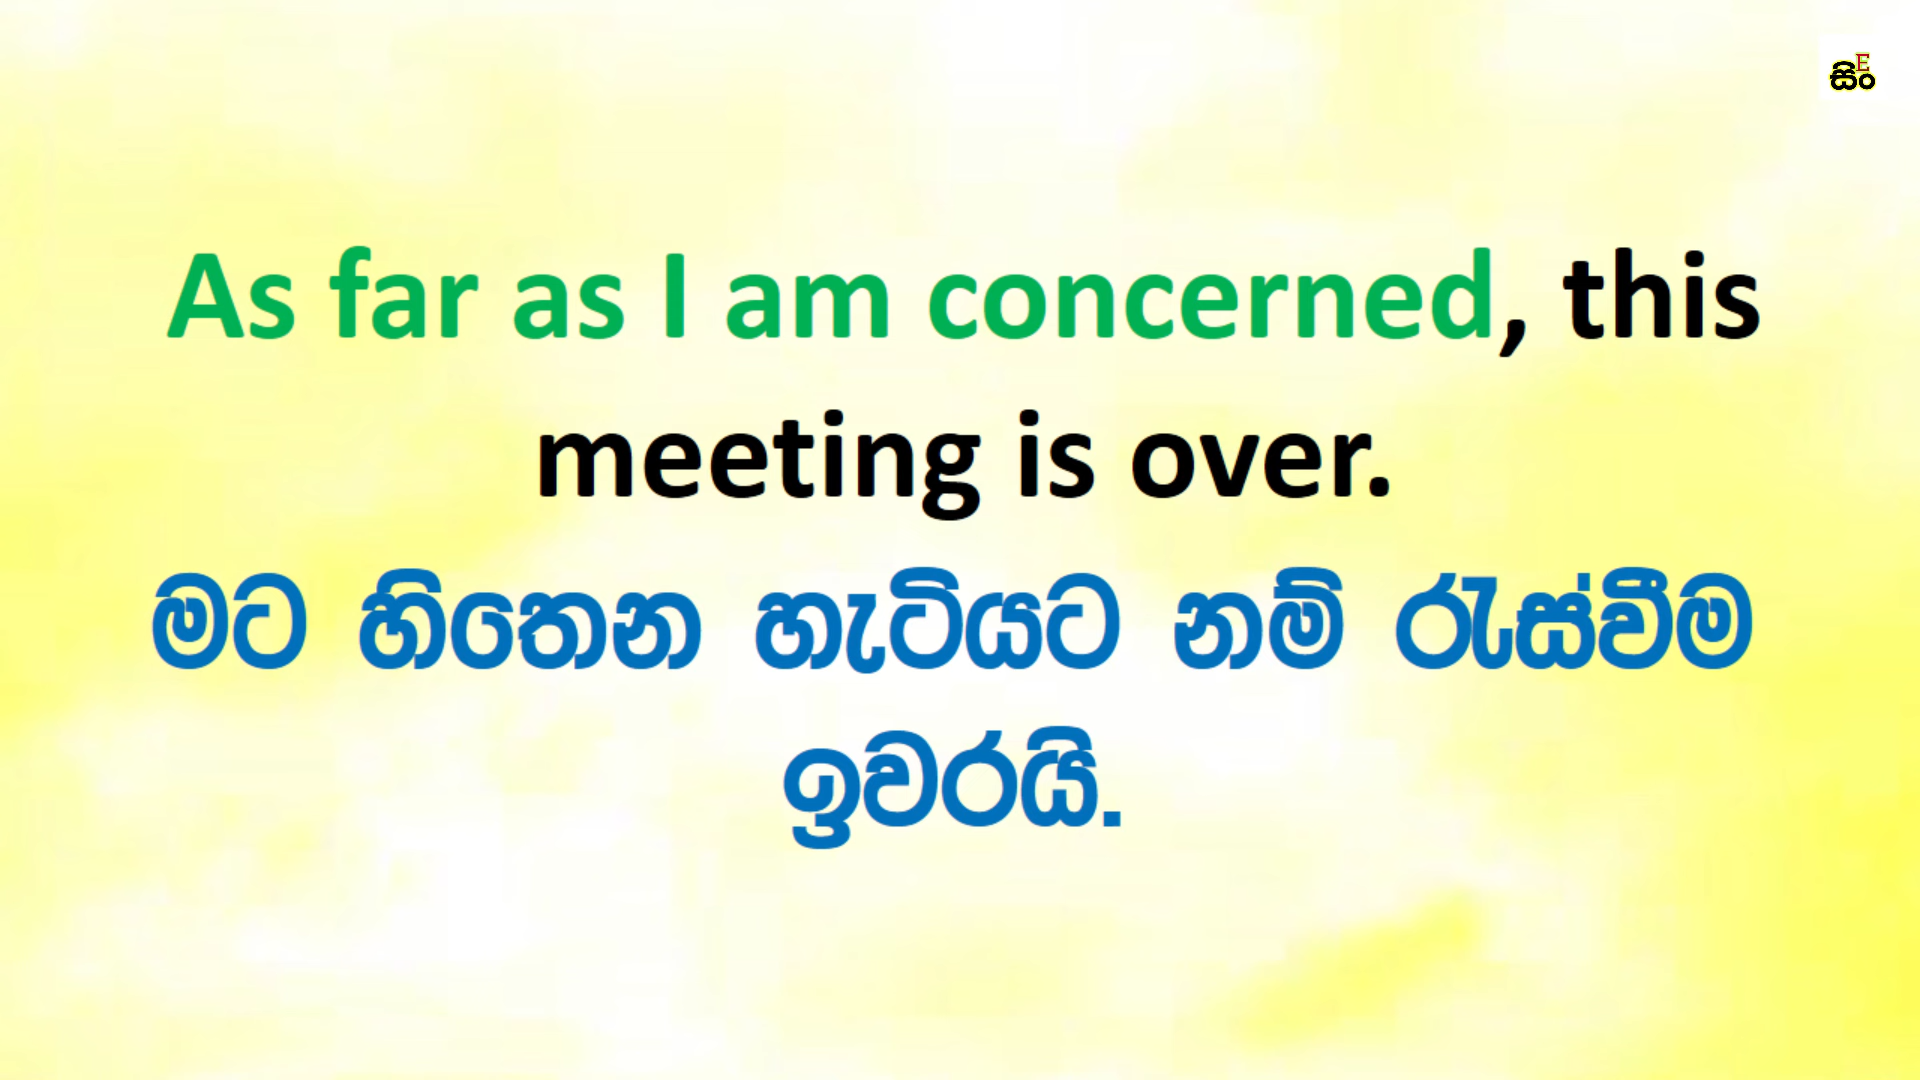 සිංE
As far as I am concerned, this
meeting is over.
මට හිතෙන හැටියට නම් රැස්වීම
ඉවරයි.